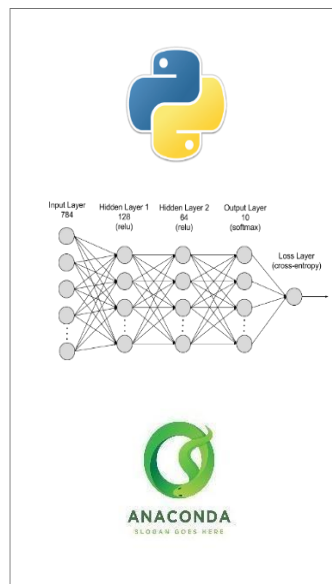 Input Layer
784
Hidden Layer 1
128
(relu)
Hidden Layer 2
64
(relu)
Output Layer
10
(softmax)
Loss Layer
(cross-entropy)
ANACONDA
SLOGAN GOES HERE